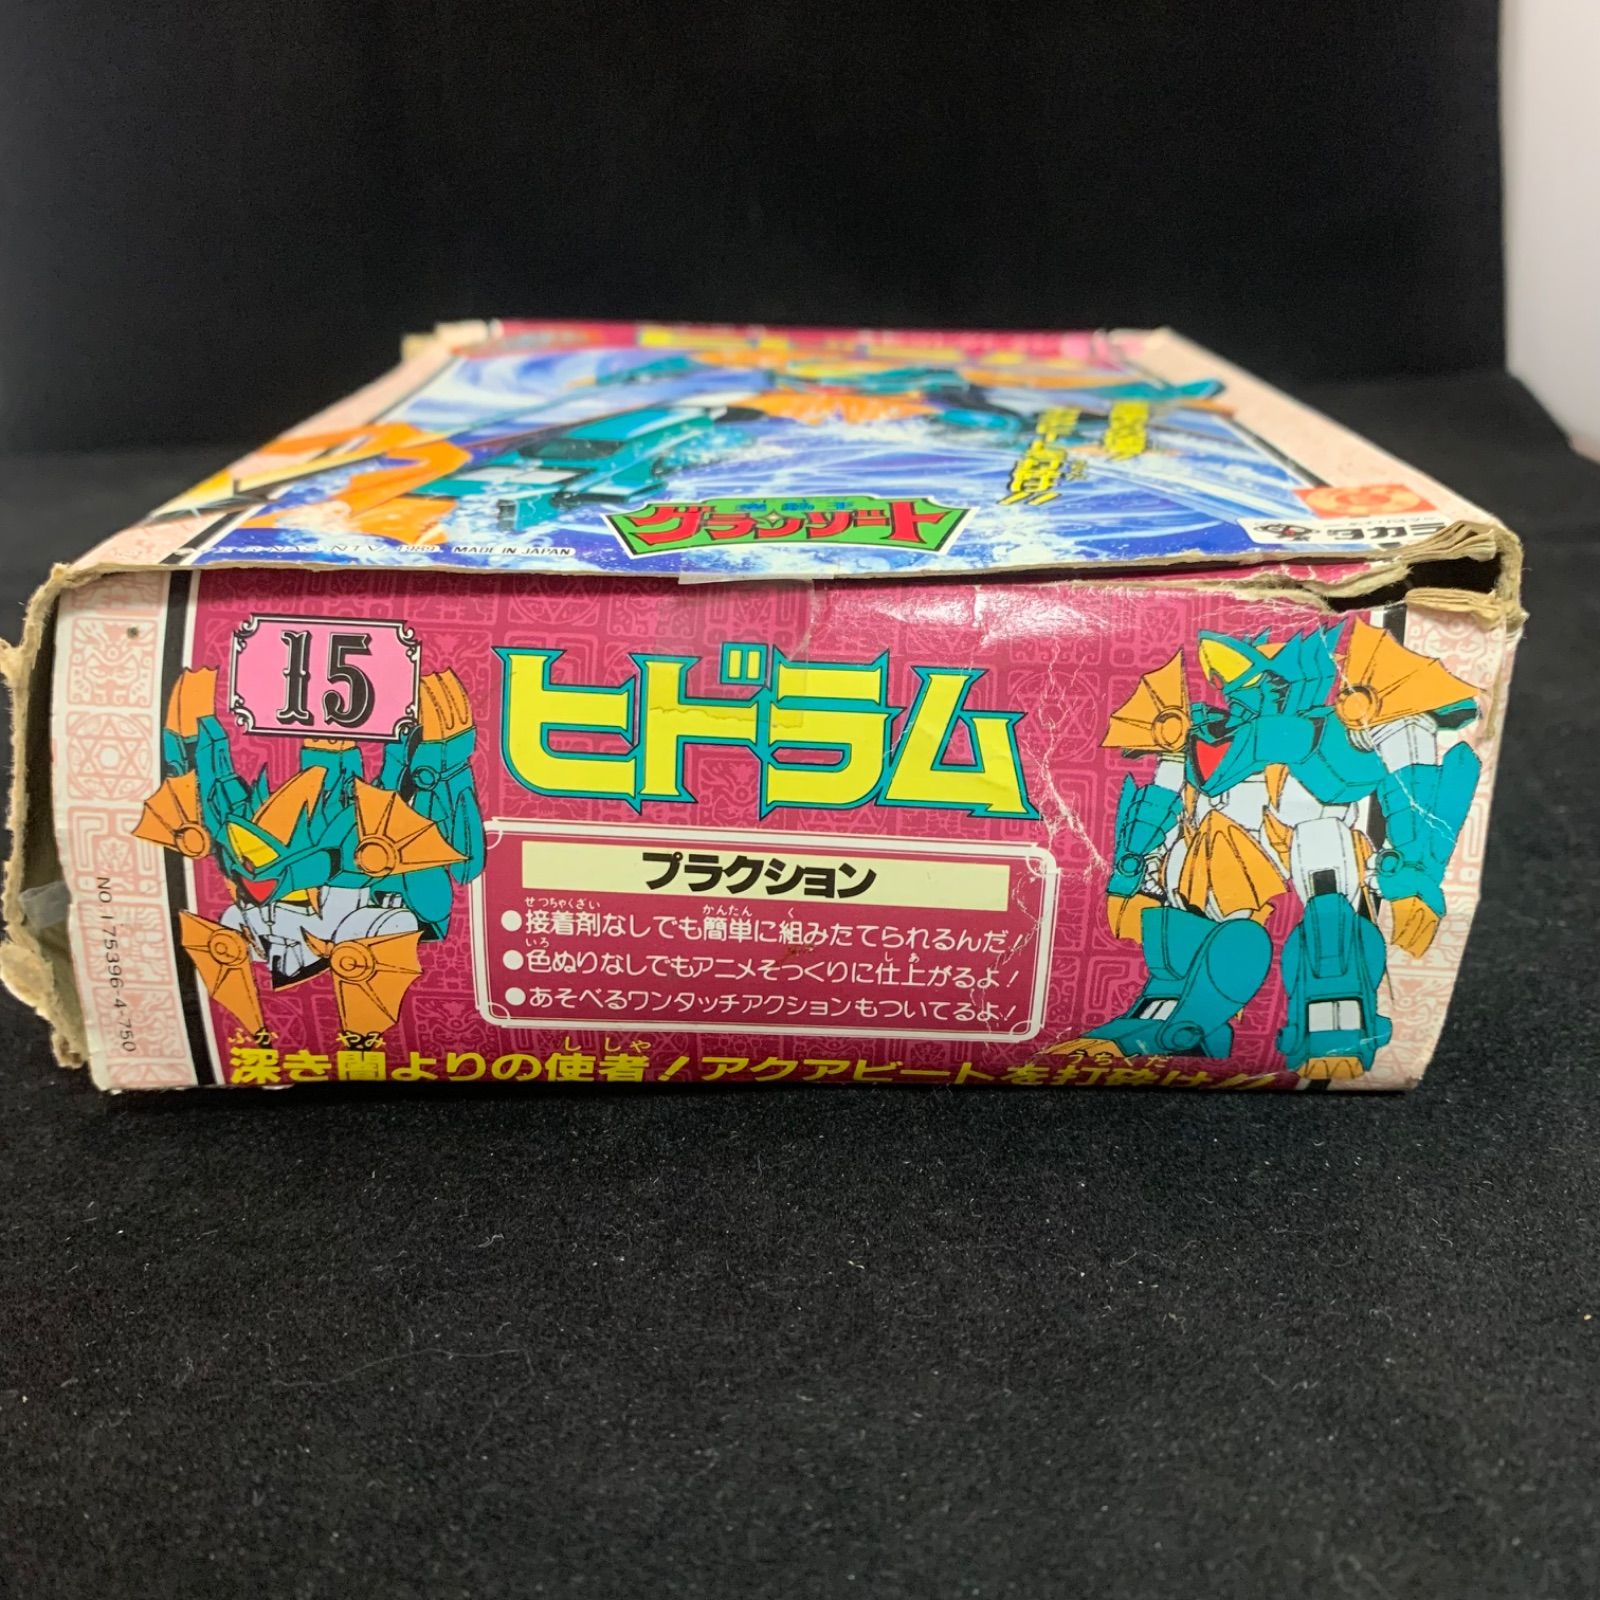 グランゾート
NTV. 1989. MADE IN JAPAN
タカラ
15
ヒドラム
プラクション
●接着剤なしでも簡単に組みたてられるんだ!
●色ぬりなしでもアニメそっくりに仕上がるよ!
●あそべるワンタッチアクションもついてるよ!
深き闇よりの使者!アクアビートを打砕け!!
NO.175396-4-750